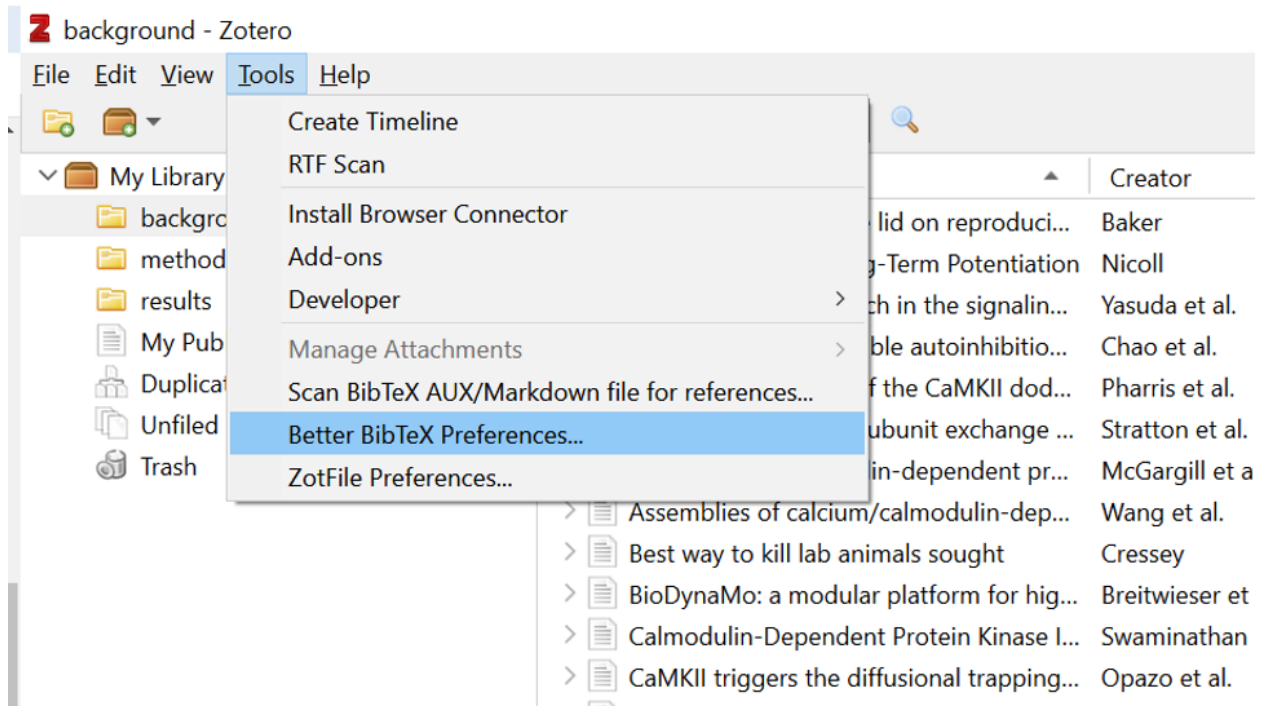 background - Zotero
File Edit View Tools Help
Create Timeline
RTF Scan
Install Browser Connector
Add-ons
Developer
Manage Attachments
Scan BibTeX AUX/Markdown file for references...
Better BibTeX Preferences...
ZotFile Preferences...
My Library
backgro
method
results
My Pub
Duplica
Unfiled
Trash
Creator
lid on reproduci... Baker
g-Term Potentiation Nicoll
ch in the signalin... Yasuda et al.
ble autoinhibitio... Chao et al.
f the CaMKII dod... Pharris et al.
ubunit exchange ... Stratton et al.
lin-dependent pr... McGargill et a
Assemblies of calcium/calmodulin-dep... Wang et al.
Best way to kill lab animals sought Cressey
BioDynaMo: a modular platform for hig... Breitwieser et
Calmodulin-Dependent Protein Kinase I... Swaminathan
CaMKII triggers the diffusional trapping... Opazo et al.